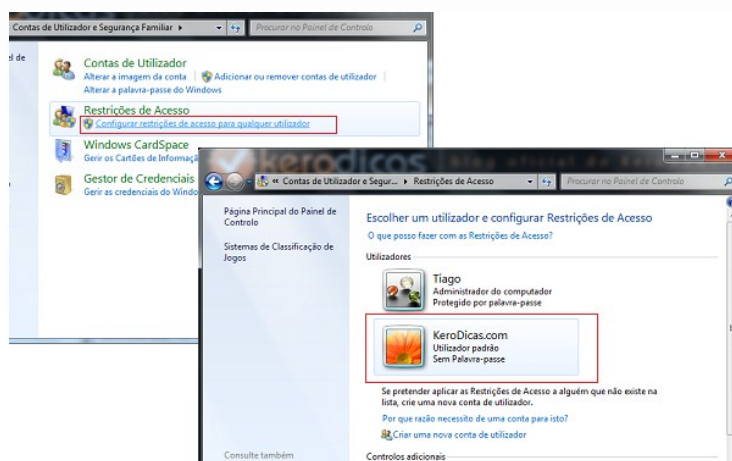 Contas de Utilizador e Segurança Familiar
Procurar no Painel de Controlo
el de
Contas de Utilizador
Alterar a imagem da conta
Adicionar ou remover contas de utilizador
Alterar a palavra-passe do Windows
Restrições de Acesso
Configurar restrições de acesso para qualquer utilizador
Windows CardSpace
Gerir os Cartões de Informaçã
Gestor de Credenciais
Gerir as credenciais do Windo
kerodicos
« Contas de Utilizador e Segur...
Restrições de Acesso
Procurar no Painel de Controlo
Página Principal do Painel de
Controlo
Sistemas de Classificação de
Jogos
Consulte também
Escolher um utilizador e configurar Restrições de Acesso
O que posso fazer com as Restrições de Acesso?
Utilizadores
Tiago
Administrador do computador
Protegido por palavra-passe
KeroDicas.com
Utilizador padrão
Sem Palavra-passe
Se pretender aplicar as Restrições de Acesso a alguém que não existe na
lista, crie uma nova conta de utilizador.
Por que razão necessito de uma conta para isto?
Criar uma nova conta de utilizador
Controlos adicionais